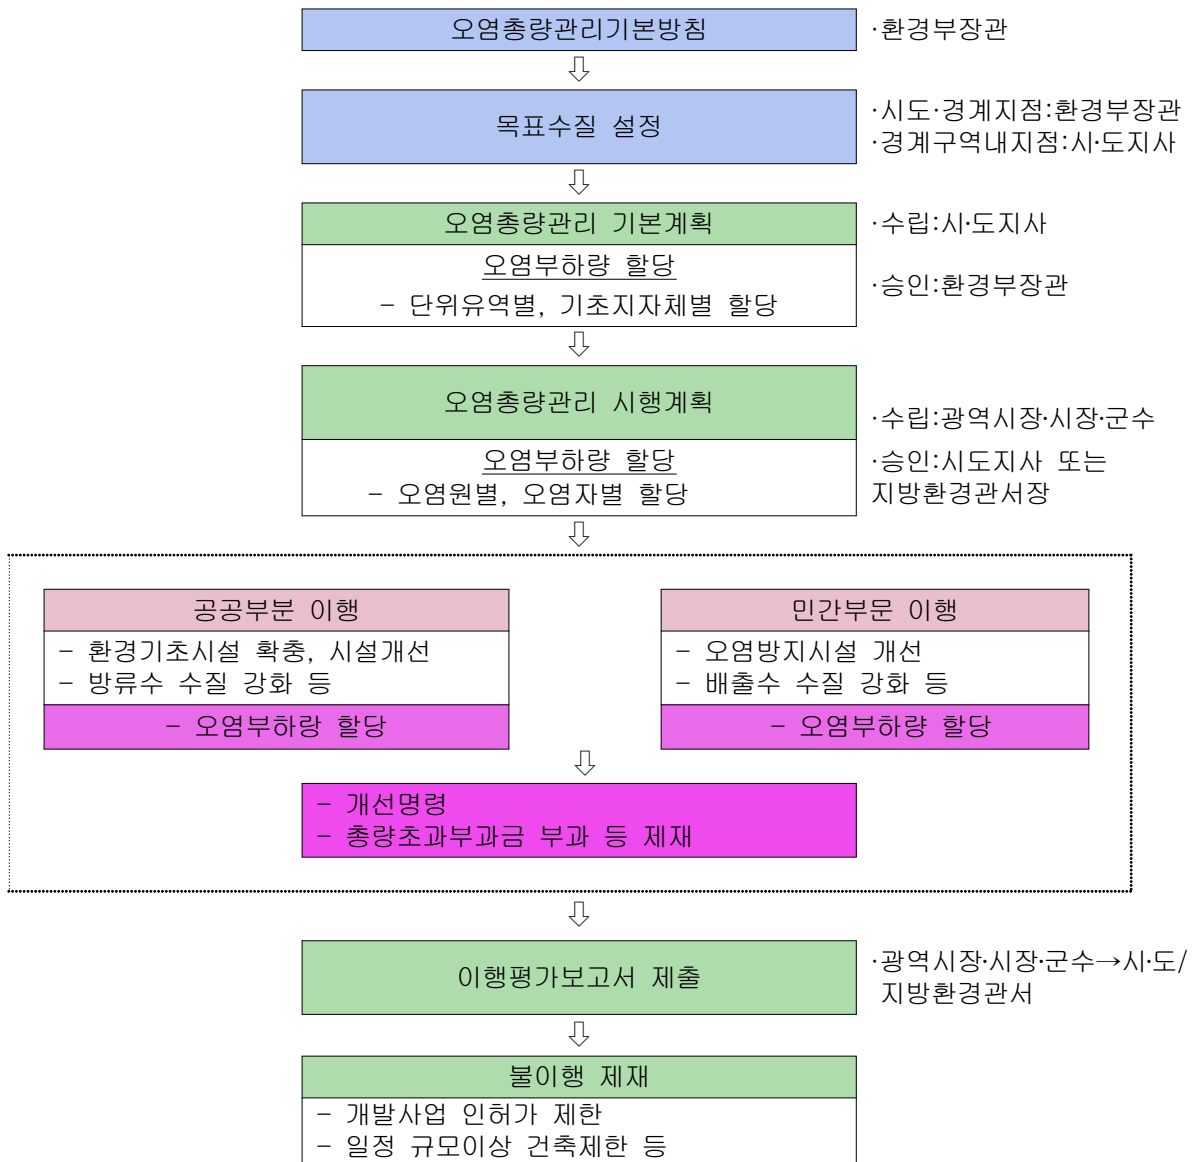 오염총량관리기본방침
·환경부장관
목표수질 설정
·시도·경계지점:환경부장관
·경계구역내지점:시·도지사
오염총량관리 기본계획
·수립:시·도지사
오염부하량 할당
- 단위유역별, 기초지자체별 할당
·승인:환경부장관
오염총량관리 시행계획
·수립:광역시장·시장·군수
오염부하량 할당
- 오염원별, 오염자별 할당
·승인:시도지사 또는
지방환경관서장
공공부분 이행
- 환경기초시설 확충, 시설개선
- 방류수 수질 강화 등
- 오염부하랑 할당
민간부문 이행
- 오염방지시설 개선
- 배출수 수질 강화 등
- 오염부하량 할당
- 개선명령
- 총량초과부과금 부과 등 제재
이행평가보고서 제출
·광역시장·시장·군수→시·도/
지방환경관서
불이행 제재
- 개발사업 인허가 제한
- 일정 규모이상 건축제한 등